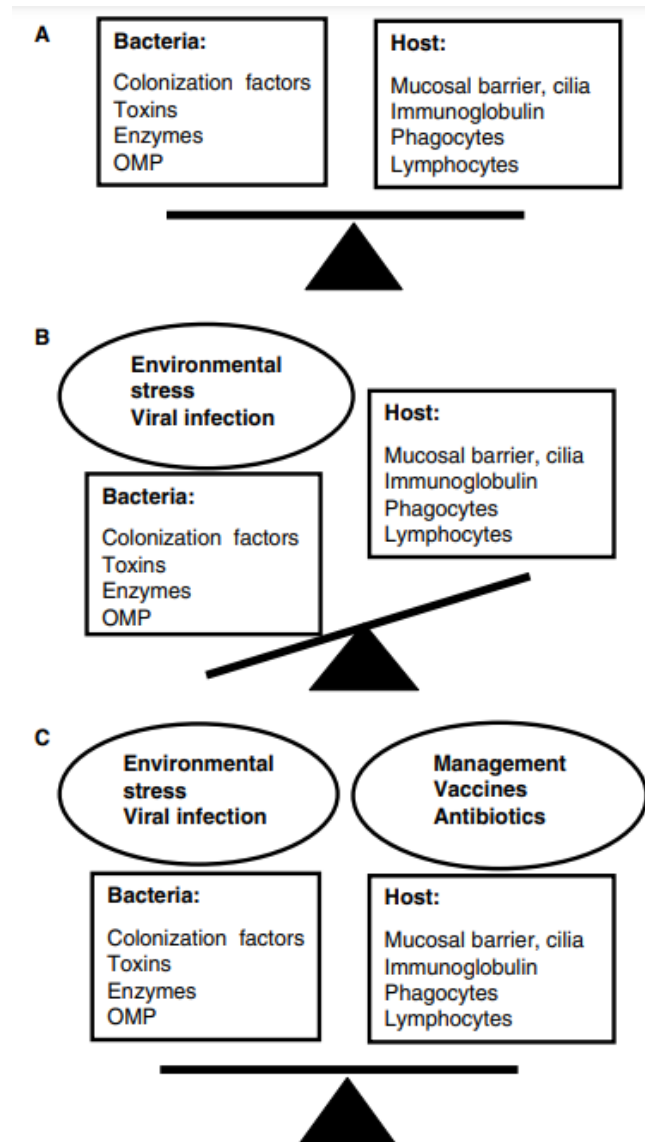 A
Bacteria:
Colonization factors
Toxins
Enzymes
OMP
Host:
Mucosal barrier, cilia
Immunoglobulin
Phagocytes
Lymphocytes
B
Environmental
stress
Viral infection
Bacteria:
Colonization factors
Toxins
Enzymes
OMP
Host:
Mucosal barrier, cilia
Immunoglobulin
Phagocytes
Lymphocytes
C
Environmental
stress
Viral infection
Management
Vaccines
Antibiotics
Bacteria:
Colonization factors
Toxins
Enzymes
OMP
Host:
Mucosal barrier, cilia
Immunoglobulin
Phagocytes
Lymphocytes